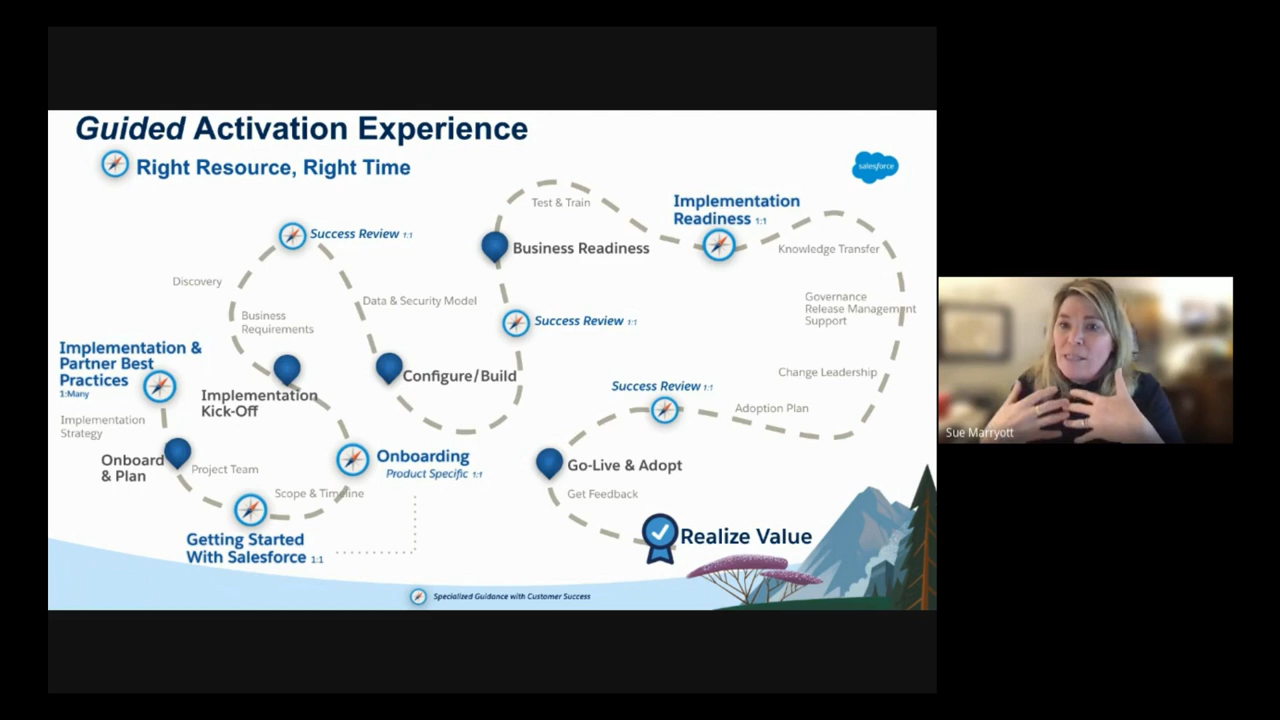 Guided Activation Experience
Right Resource, Right Time
salesforce
Test & Train
Implementation
Readiness 1:1
Success Review 1:1
Business Readiness
Knowledge Transfer
Discovery
Data & Security Model
Governance
Release Management
Support
Business
Requirements
Success Review 1:1
Implementation &
Partner Best
Practices
1:Many
Configure/Build
Change Leadership
Success Review 1:1
Implementation
Kick-Off
Adoption Plan
Implementation
Strategy
Onboard
& Plan
Project Team
Onboarding
Product Specific 1:1
Go-Live & Adopt
Scope & Timeline
Get Feedback
Getting Started
With Salesforce 1:1
Realize Value
Specialized Guidance with Customer Success
Sue Marryott